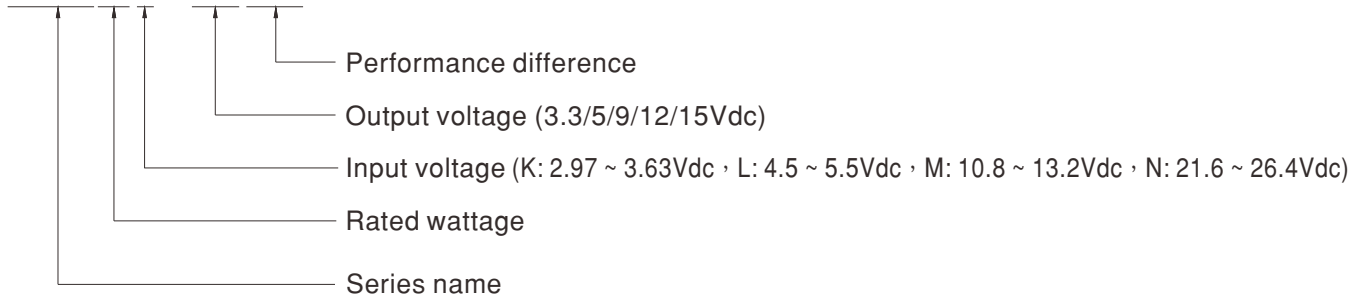 Performance difference
Output voltage (3.3/5/9/12/15Vdc)
Input voltage (K: 2.97 ~ 3.63Vdc，L: 4.5 ~ 5.5Vdc，M: 10.8 ~ 13.2Vdc，N: 21.6 ~ 26.4Vdc)
Rated wattage
Series name